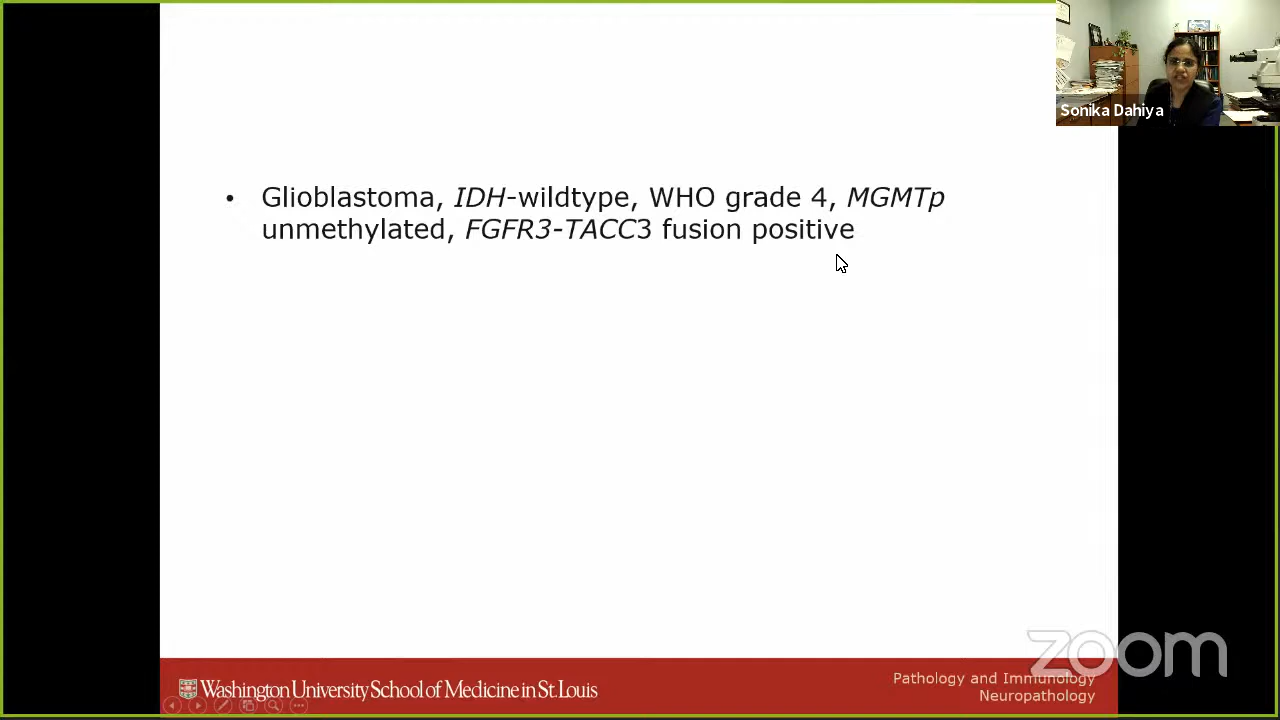 Sonika Dahiya
• Glioblastoma, IDH-wildtype, WHO grade 4, MGMTp
unmethylated, FGFR3-TACC3 fusion positive
zoom
Washington University School of Medicine in St. Louis
Pathology and Immunology
Neuropathology